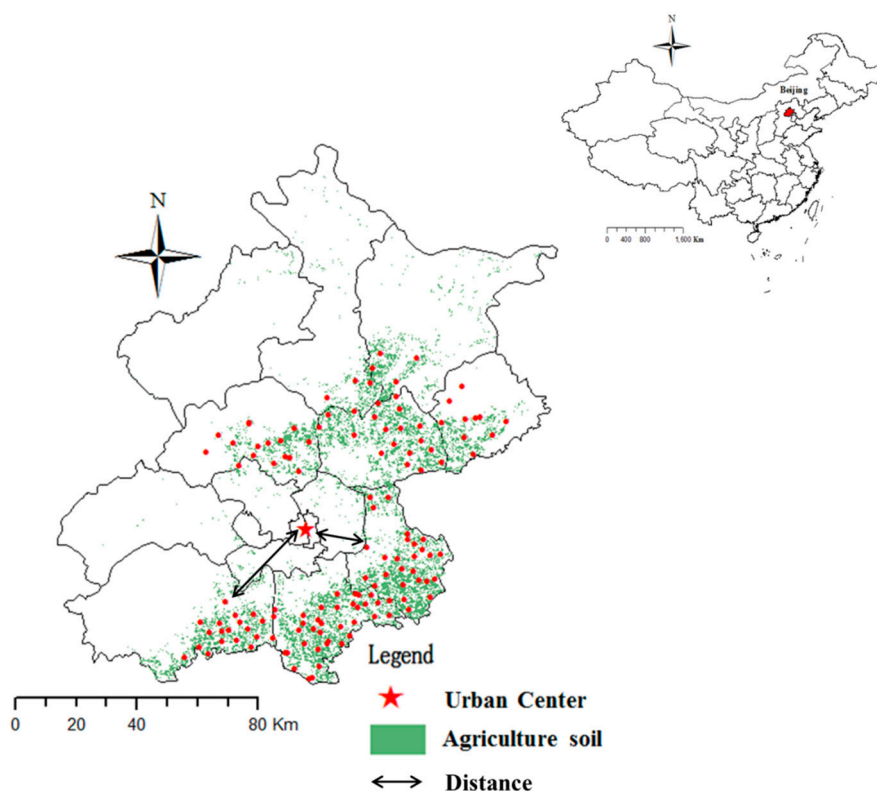 N
Beijing
0 400 800 1,600 Km
N
Legend
Urban Center
Agriculture soil
Distance
0 20 40 80 Km